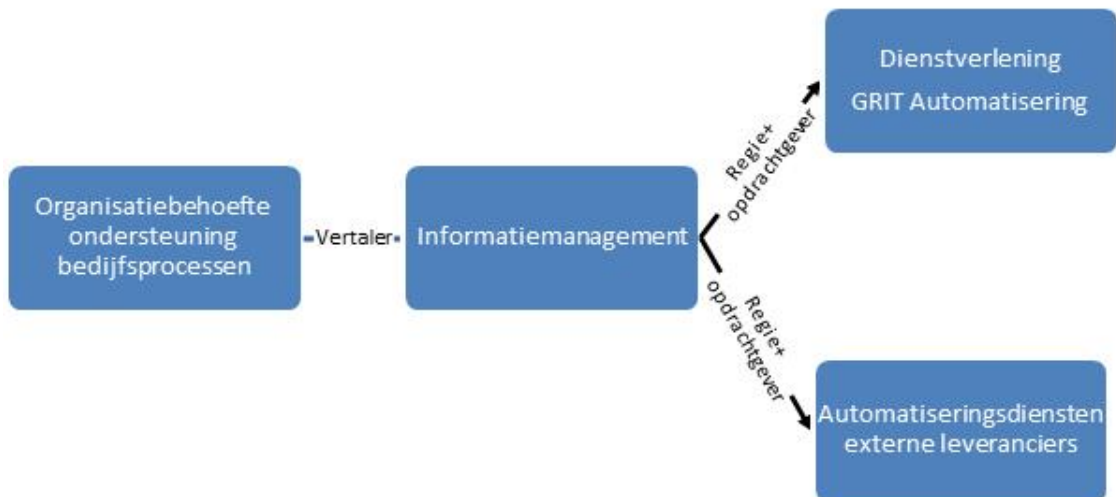 Organisatiebehoefte
ondersteuning
bedijfsprocessen
Vertaler
Informatiemanagement
Regie+
opdrachtgever
Dienstverlening
GRIT Automatisering
Regie+
opdrachtgever
Automatiseringsdiensten
externe leveranciers